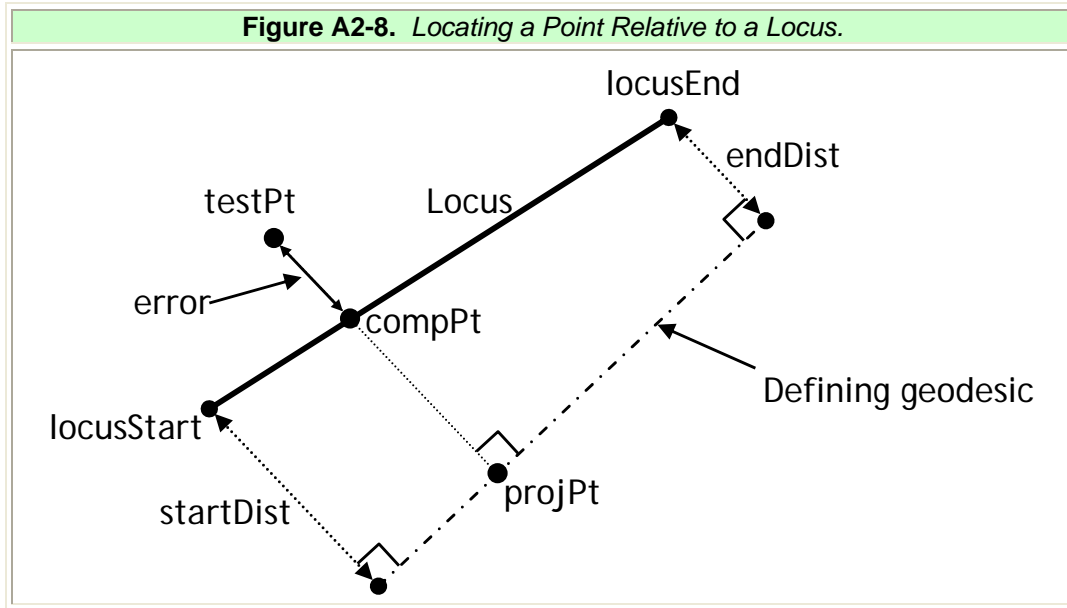 Figure A2-8. Locating a Point Relative to a Locus.
locusEnd
endDist
testPt
Locus
error
compPt
Defining geodesic
locusStart
projPt
startDist